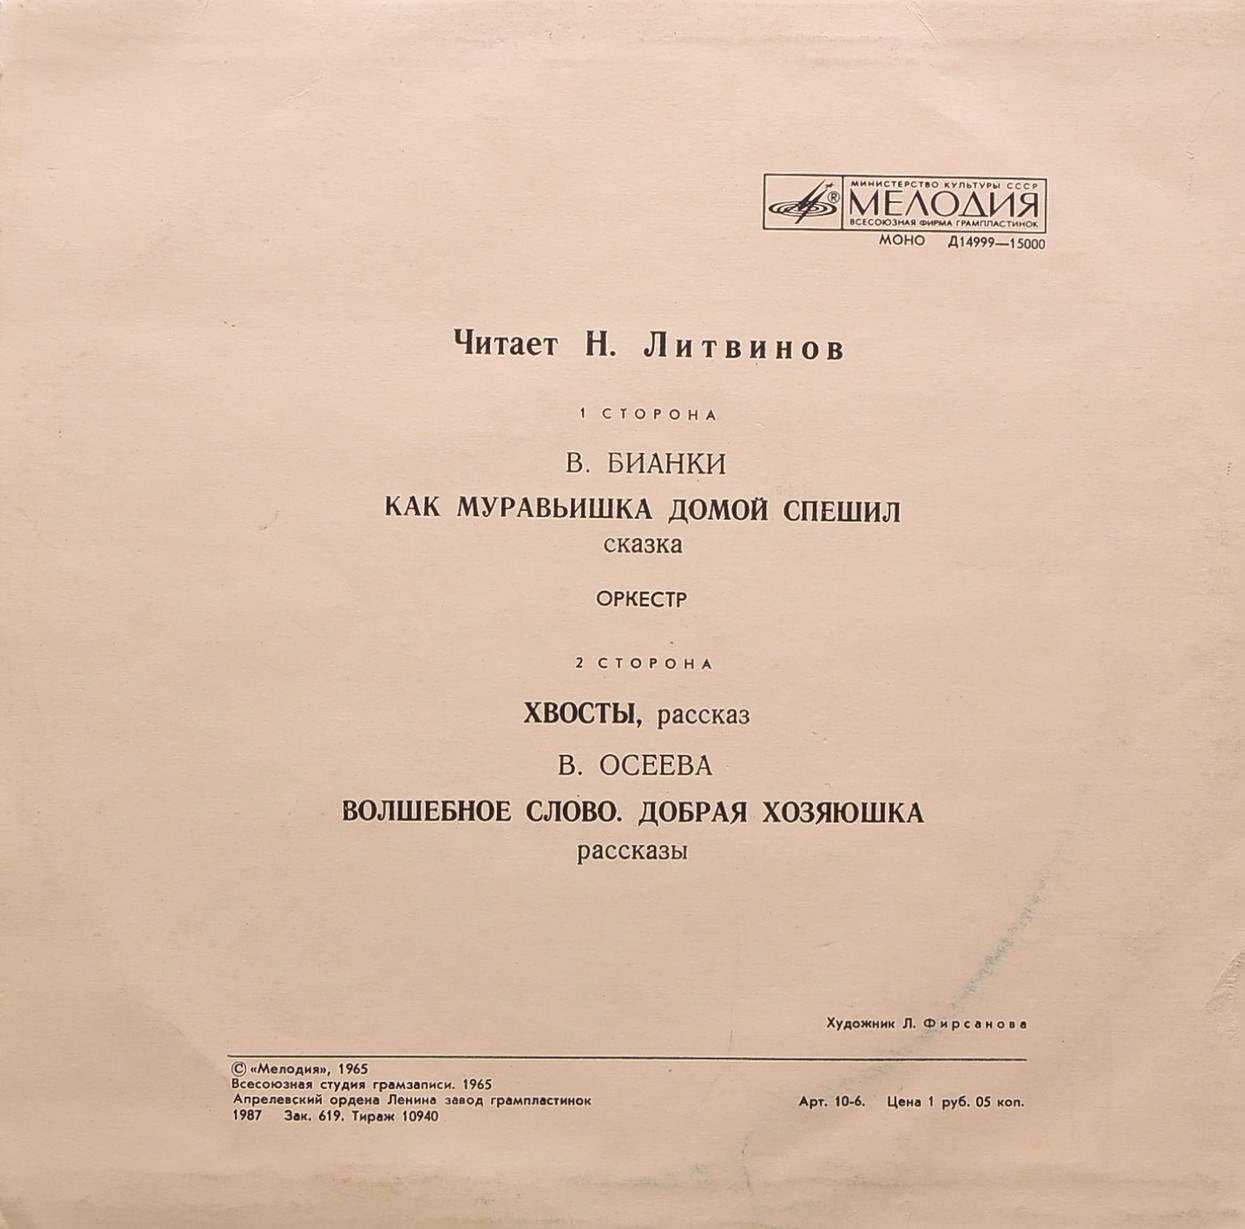 МИНИСТЕРСТВО КУЛЬТУРЫ СССР
® МЕЛОДИЯ
ВСЕСОЮЗНАЯ ФИРМА ГРАМПЛАСТИНОК
МОНО Д14999—15000
Читает Н. Литвинов
1 СТОРОНА
В. БИАНКИ
КАК МУРАВЬИШКА ДОМОЙ СПЕШИЛ
сказка
ОРКЕСТР
2 СТОРОНА
ХВОСТЫ, рассказ
В. ОСЕЕВА
ВОЛШЕБНОЕ СЛОВО. ДОБРАЯ ХОЗЯЮШКА
рассказы
Художник Л. Фирсанова
© «Мелодия», 1965
Всесоюзная студия грамзаписи. 1965
Апрелевский ордена Ленина завод грампластинок
1987 Зак. 619. Тираж 10940
Арт. 10-6. Цена 1 руб. 05 коп.